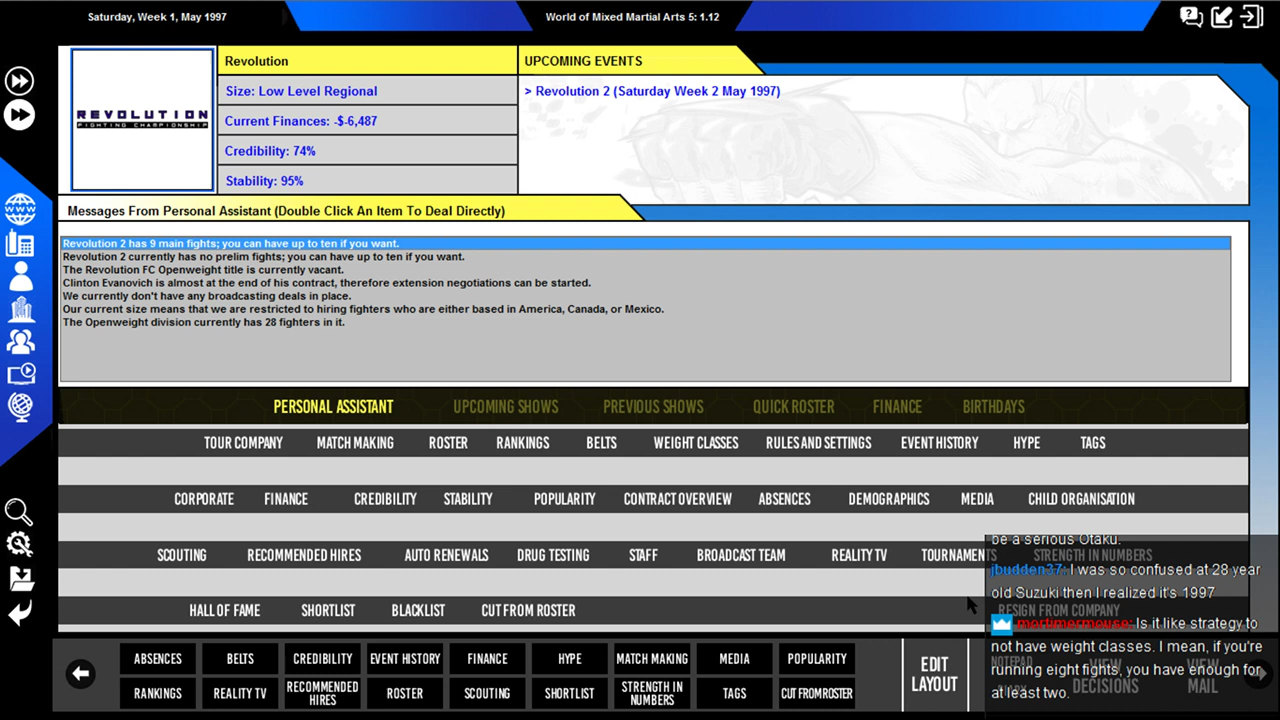 Saturday, Week 1, May 1997
World of Mixed Martial Arts 5: 1.12
REVOLUTION
FIGHTING CHAMPIONSHIP
Revolution
Size: Low Level Regional
Current Finances: -$-6,487
Credibility: 74%
Stability: 95%
UPCOMING EVENTS
> Revolution 2 (Saturday Week 2 May 1997)
Messages From Personal Assistant (Double Click An Item To Deal Directly)
Revolution 2 has 9 main fights; you can have up to ten if you want.
Revolution 2 currently has no prelim fights; you can have up to ten if you want.
The Revolution FC Openweight title is currently vacant.
Clinton Evanovich is almost at the end of his contract, therefore extension negotiations can be started.
We currently don't have any broadcasting deals in place.
Our current size means that we are restricted to hiring fighters who are either based in America, Canada, or Mexico.
The Openweight division currently has 28 fighters in it.
PERSONAL ASSISTANT UPCOMING SHOWS PREVIOUS SHOWS QUICK ROSTER FINANCE BIRTHDAYS
TOUR COMPANY MATCH MAKING ROSTER RANKINGS BELTS WEIGHT CLASSES RULES AND SETTINGS EVENT HISTORY HYPE TAGS
CORPORATE FINANCE CREDIBILITY STABILITY POPULARITY CONTRACT OVERVIEW ABSENCES DEMOGRAPHICS MEDIA CHILD ORGANISATION
SCOUTING RECOMMENDED HIRES AUTO RENEWALS DRUG TESTING STAFF BROADCAST TEAM REALITY TV TOURNAMENTS STRENGTH IN NUMBERS
HALL OF FAME SHORTLIST BLACKLIST CUT FROM ROSTER RESIGN FROM COMPANY
be a serious Otaku.
jbudden37: I was so confused at 28 year
old Suzuki then I realized it's 1997
mortimermouse: Is it like strategy to
not have weight classes. I mean, if you're
running eight fights, you have enough for
at least two.
ABSENCES BELTS CREDIBILITY EVENT HISTORY FINANCE HYPE MATCH MAKING MEDIA POPULARITY
RANKINGS REALITY TV RECOMMENDED HIRES ROSTER SCOUTING SHORTLIST STRENGTH IN NUMBERS TAGS CUT FROM ROSTER
EDIT LAYOUT
NOTEPAD
VIEW DECISIONS
VIEW MAIL
WWW